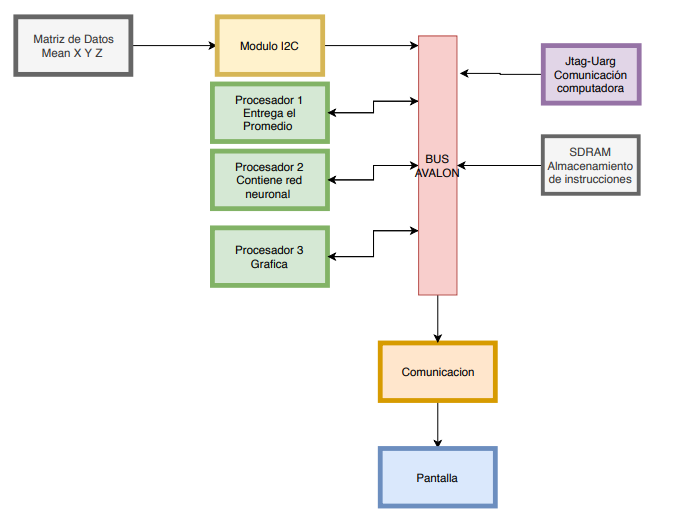 Matriz de Datos
Mean X Y Z
Modulo I2C
Procesador 1
Entrega el
Promedio
Procesador 2
Contiene red
neuronal
Procesador 3
Grafica
BUS
AVALON
Jtag-Uarg
Comunicación
computadora
SDRAM
Almacenamiento
de instrucciones
Comunicacion
Pantalla